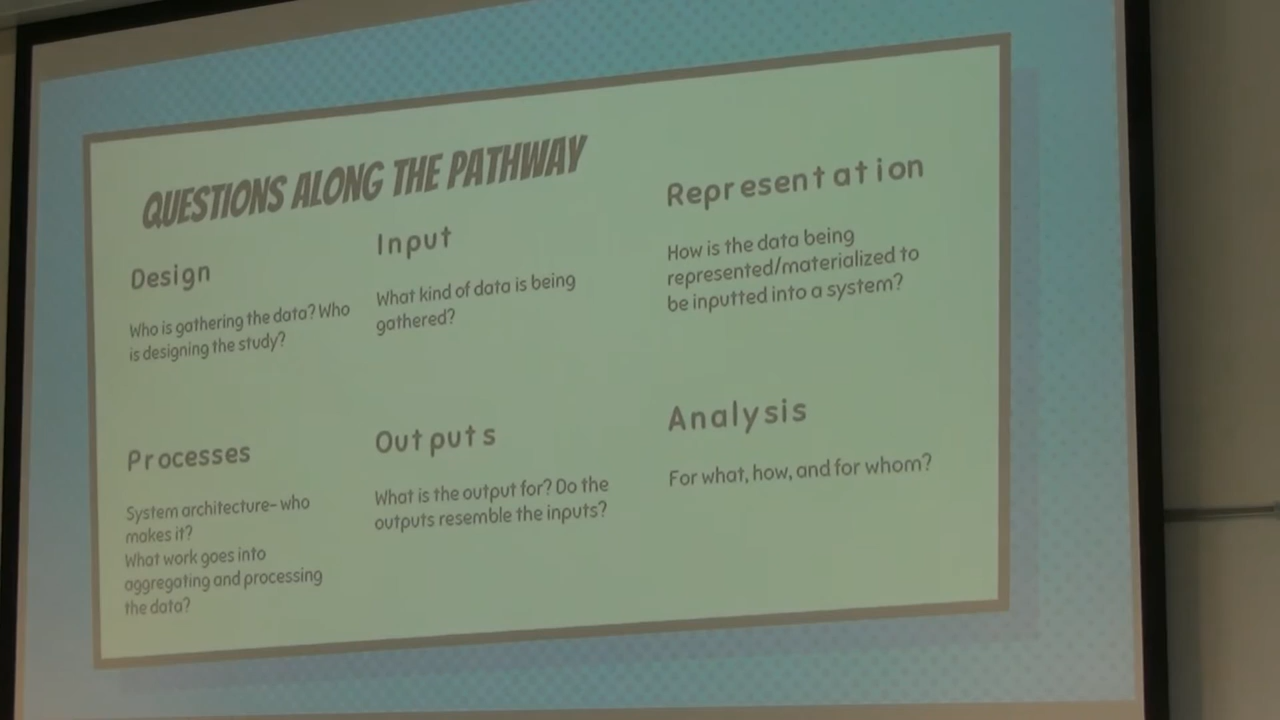 QUESTIONS ALONG THE PATHWAY
Design
Who is gathering the data? Who
is designing the study?
Input
What kind of data is being
gathered?
Representation
How is the data being
represented/materialized to
be inputted into a system?
Processes
System architecture- who
makes it?
What work goes into
aggregating and processing
the data?
Outputs
What is the output for? Do the
outputs resemble the inputs?
Analysis
For what, how, and for whom?